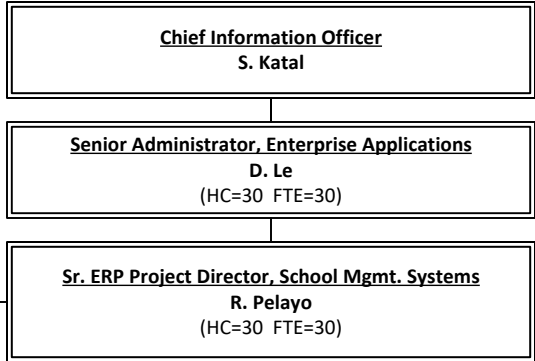 Chief Information Officer
S. Katal
Senior Administrator, Enterprise Applications
D. Le
(HC=30 FTE=30)
Sr. ERP Project Director, School Mgmt. Systems
R. Pelayo
(HC=30 FTE=30)